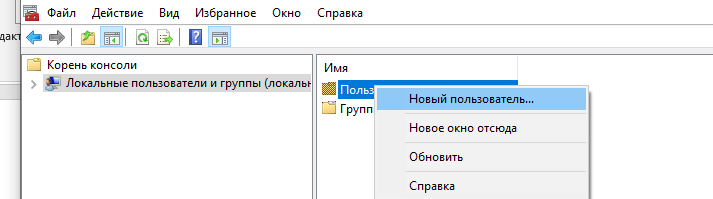 Файл Действие Вид Избранное Окно Справка
Корень консоли
Локальные пользователи и группы (локальн
Имя
Польз
Групп
Новый пользователь...
Новое окно отсюда
Обновить
Справка